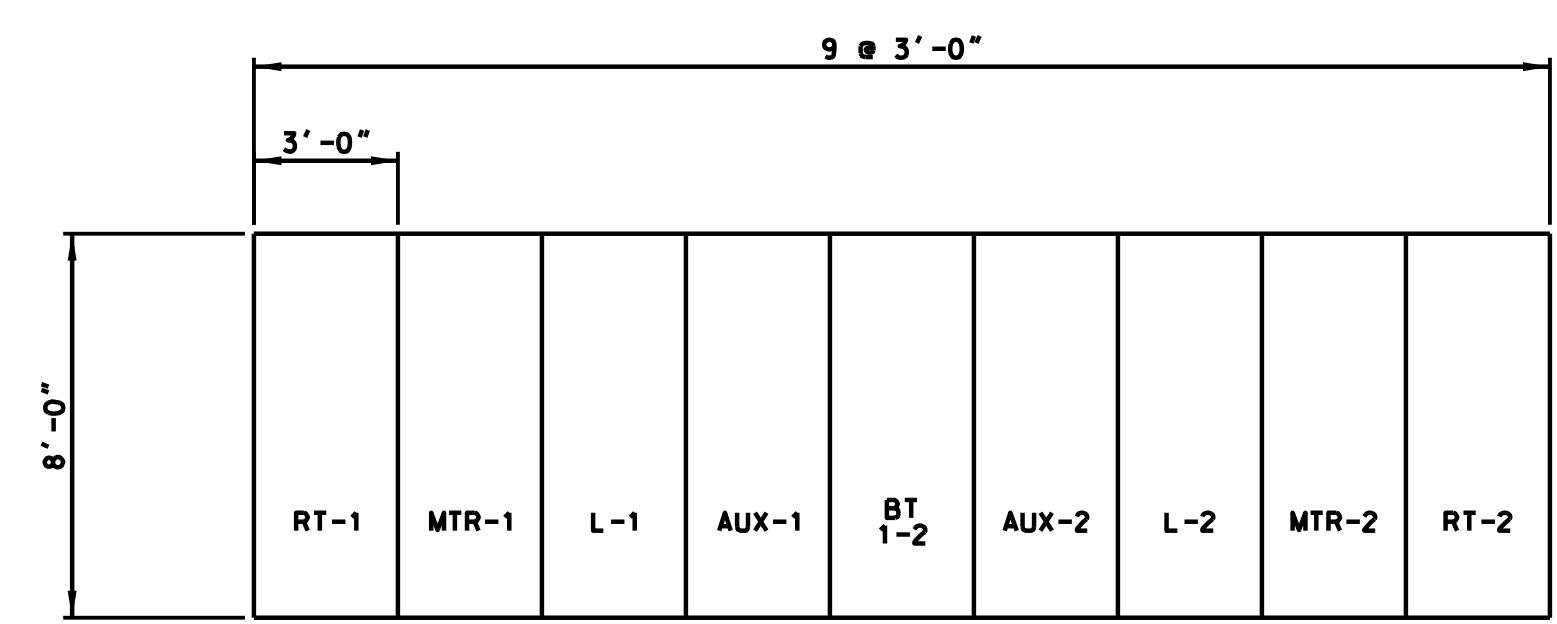 9 @ 3'-0"
3'-0"
8'-0"
RT-1
MTR-1
L-1
AUX-1
BT
1-2
AUX-2
L-2
MTR-2
RT-2